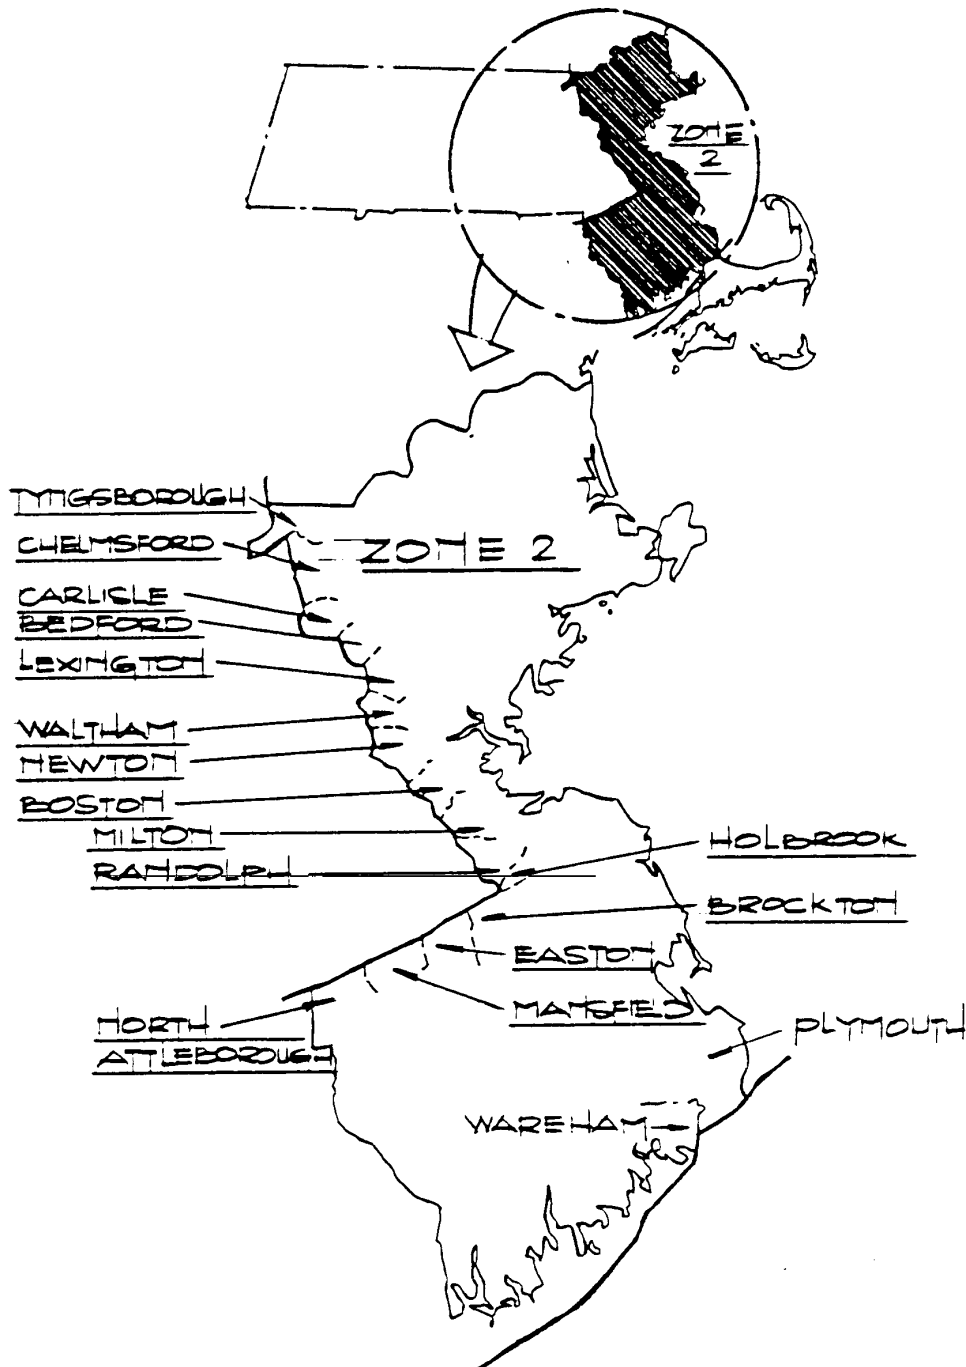 ZONE
2
TYNGSBOROUGH
CHELMSFORD
ZONE 2
CARLISLE
BEDFORD
LEXINGTON
WALTHAM
NEWTON
BOSTON
MILTON
HOLBROOK
RANDOLPH
BROCKTON
EASTON
MANSFIELD
NORTH
ATTLEBOROUGH
PLYMOUTH
WAREHAM